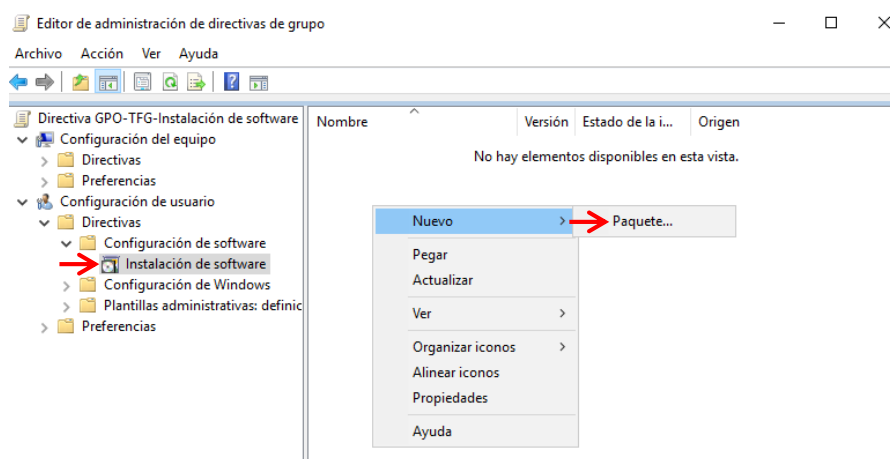 Editor de administración de directivas de grupo
Archivo Acción Ver Ayuda
Directiva GPO-TFG-Instalación de software
Configuración del equipo
Directivas
Preferencias
Configuración de usuario
Directivas
Configuración de software
Instalación de software
Configuración de Windows
Plantillas administrativas: definic
Preferencias
Nombre Versión Estado de la i... Origen
No hay elementos disponibles en esta vista.
Nuevo
Paquete...
Pegar
Actualizar
Ver
Organizar iconos
Alinear iconos
Propiedades
Ayuda